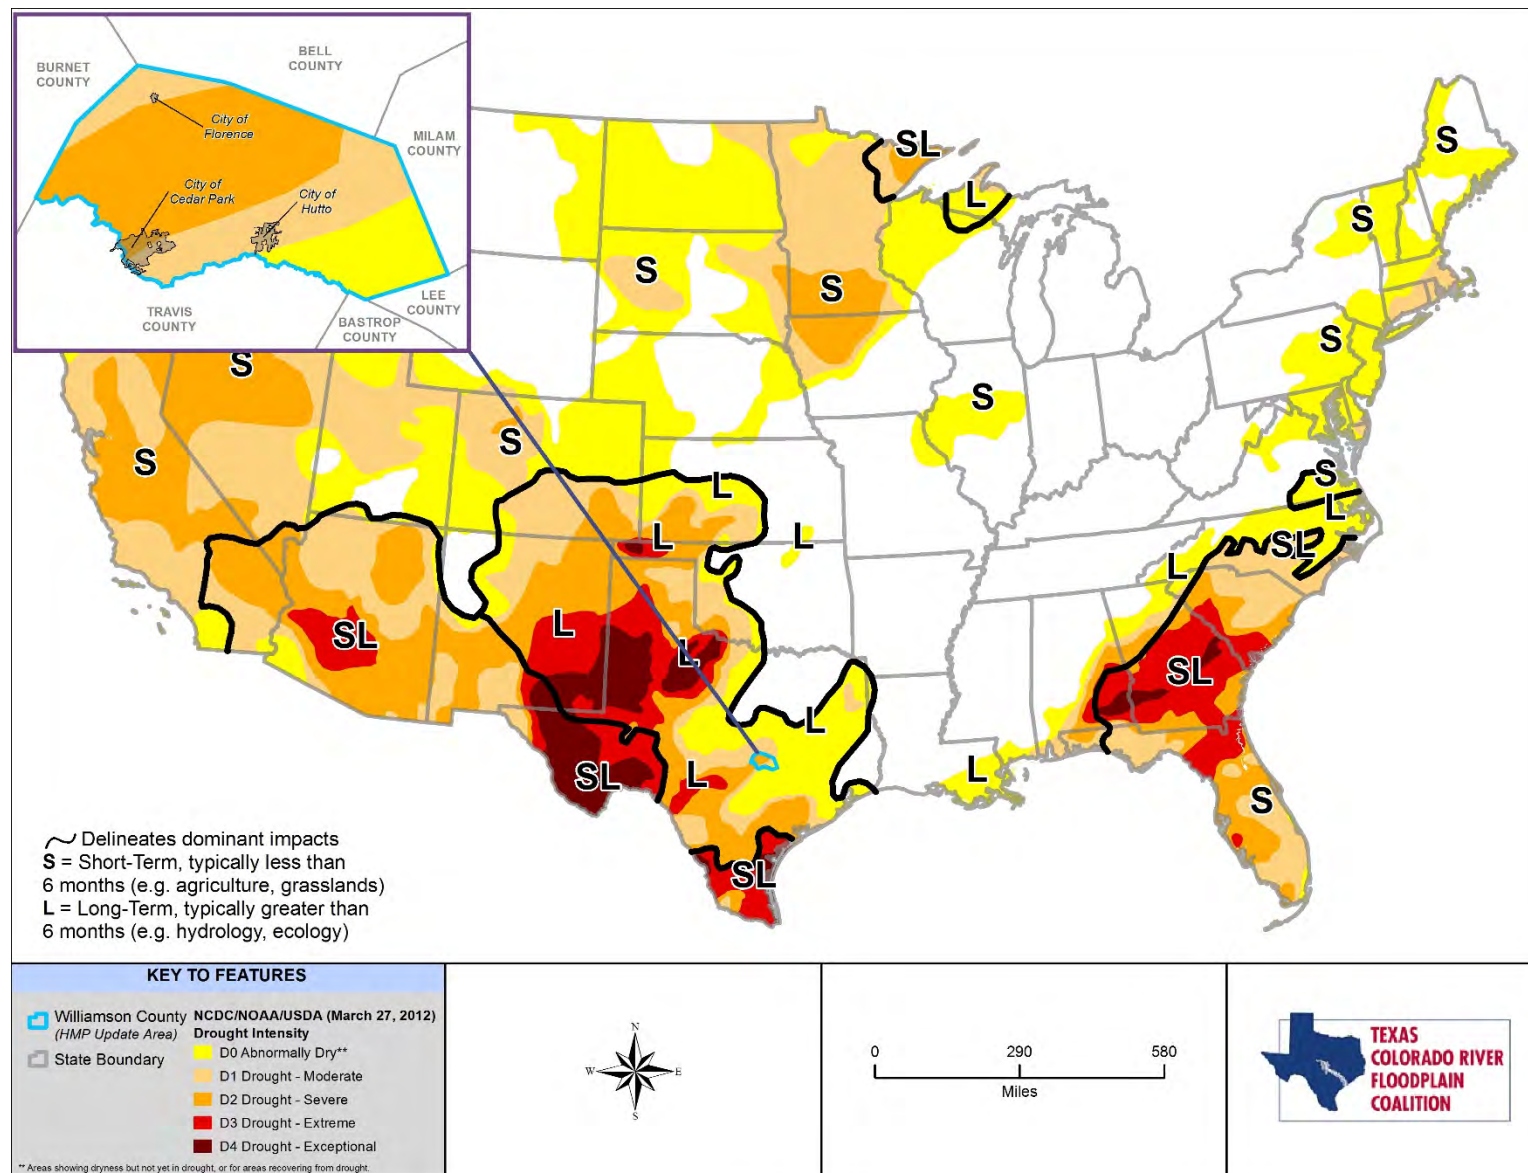 BURNET
COUNTY
BELL
COUNTY
City of
Florence
MILAM
COUNTY
City of
Cedar Park
City of
Hutto
TRAVIS
COUNTY
BASTROP
COUNTY
LEE
COUNTY
SL
L
S
S
S
S
S
S
S
S
S
S
L
L
L
L
SL
L
SL
L
SL
L
L
SL
L
SL
L
L
S
SL
Delineates dominant impacts
S = Short-Term, typically less than
6 months (e.g. agriculture, grasslands)
L = Long-Term, typically greater than
6 months (e.g. hydrology, ecology)
KEY TO FEATURES
Williamson County
(HMP Update Area)
State Boundary
NCDC/NOAA/USDA (March 27, 2012)
Drought Intensity
D0 Abnormally Dry**
D1 Drought - Moderate
D2 Drought - Severe
D3 Drought - Extreme
D4 Drought - Exceptional
** Areas showing dryness but not yet in drought, or for areas recovering from drought.
N
W
E
S
0
290
580
Miles
TEXAS
COLORADO RIVER
FLOODPLAIN
COALITION